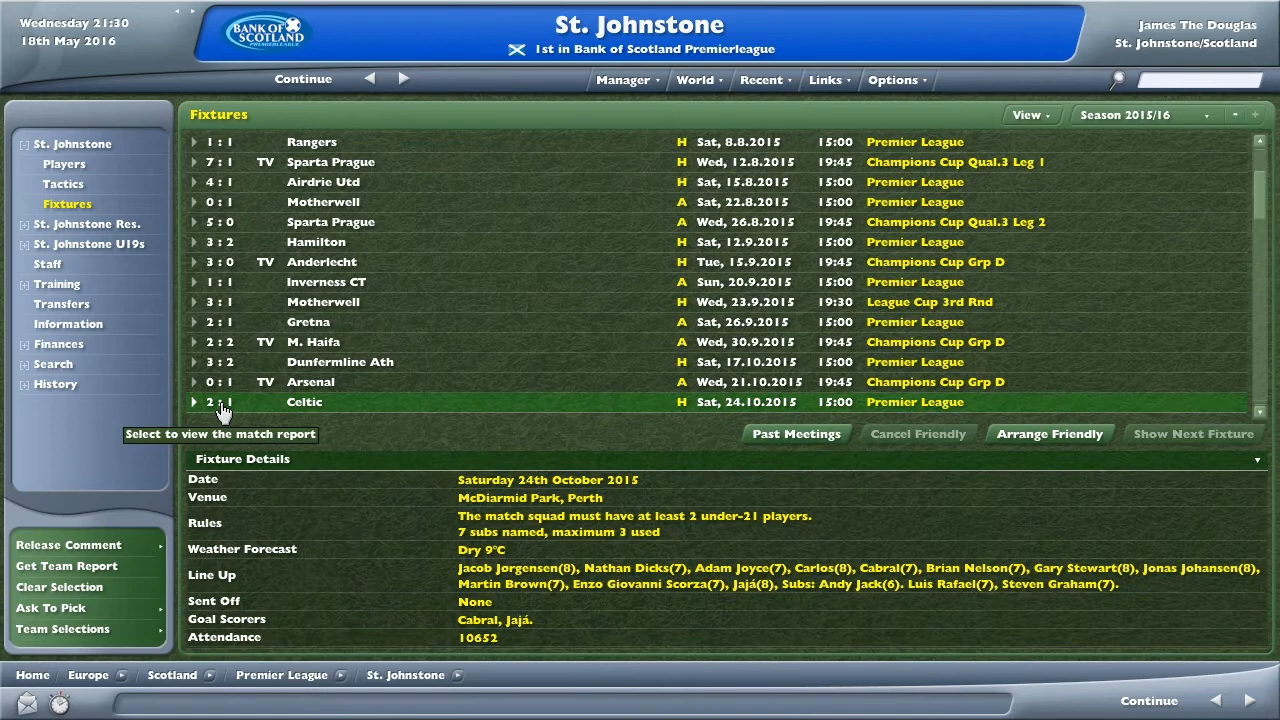 Wednesday 21:30
18th May 2016
BANK OF SCOTLAND
PREMIERLEAGUE
St. Johnstone
1st in Bank of Scotland Premierleague
James The Douglas
St. Johnstone/Scotland
Continue
Manager World Recent Links Options
Fixtures
View
Season 2015/16
St. Johnstone
Players
Tactics
Fixtures
St. Johnstone Res.
St. Johnstone U19s
Staff
Training
Transfers
Information
Finances
Search
History
1 : 1 Rangers H Sat, 8.8.2015 15:00 Premier League
7 : 1 TV Sparta Prague H Wed, 12.8.2015 19:45 Champions Cup Qual.3 Leg 1
4 : 1 Airdrie Utd H Sat, 15.8.2015 15:00 Premier League
0 : 1 Motherwell A Sat, 22.8.2015 15:00 Premier League
5 : 0 Sparta Prague A Wed, 26.8.2015 19:45 Champions Cup Qual.3 Leg 2
3 : 2 Hamilton H Sat, 12.9.2015 15:00 Premier League
3 : 0 TV Anderlecht H Tue, 15.9.2015 19:45 Champions Cup Grp D
1 : 1 Inverness CT A Sun, 20.9.2015 15:00 Premier League
3 : 1 Motherwell H Wed, 23.9.2015 19:30 League Cup 3rd Rnd
2 : 1 Gretna A Sat, 26.9.2015 15:00 Premier League
2 : 2 TV M. Haifa A Wed, 30.9.2015 19:45 Champions Cup Grp D
3 : 2 Dunfermline Ath H Sat, 17.10.2015 15:00 Premier League
0 : 1 TV Arsenal A Wed, 21.10.2015 19:45 Champions Cup Grp D
2 : 1 Celtic H Sat, 24.10.2015 15:00 Premier League
Select to view the match report
Past Meetings
Cancel Friendly
Arrange Friendly
Show Next Fixture
Fixture Details
Date Saturday 24th October 2015
Venue McDiarmid Park, Perth
Rules The match squad must have at least 2 under-21 players.
7 subs named, maximum 3 used
Weather Forecast Dry 9°C
Line Up Jacob Jørgensen(8), Nathan Dicks(7), Adam Joyce(7), Carlos(8), Cabral(7), Brian Nelson(7), Gary Stewart(8), Jonas Johansen(8),
Martin Brown(7), Enzo Giovanni Scorza(7), Jajá(8), Subs: Andy Jack(6). Luis Rafael(7), Steven Graham(7).
Sent Off None
Goal Scorers Cabral, Jajá.
Attendance 10652
Release Comment
Get Team Report
Clear Selection
Ask To Pick
Team Selections
Home Europe Scotland Premier League St. Johnstone
Continue